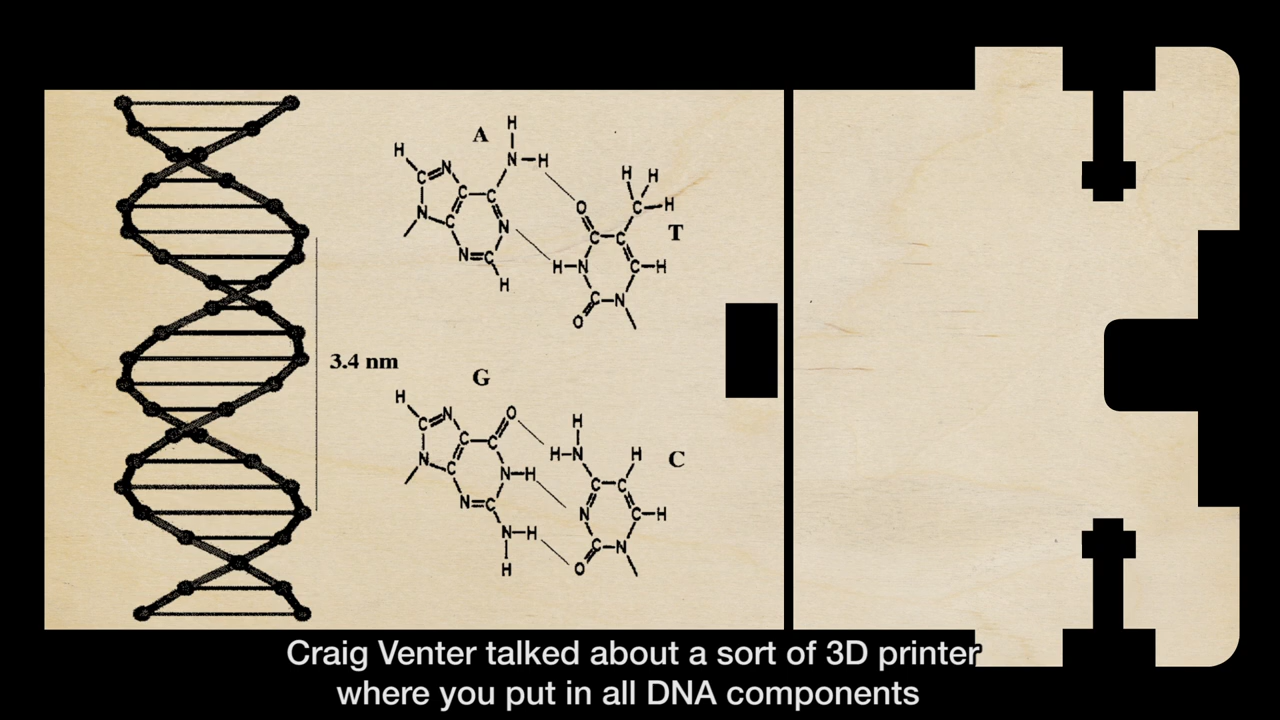 H
A
H
N-H
N
C
H H
C C
O C-H
N
C N
T
C C
N=C
H-N C-H
H
C-N
O
3.4 nm
G
H
N O
H
C
C C
H-N H
N C
C
N-H
C C
N=C
N C-H
N-H
C N
H O
Craig Venter talked about a sort of 3D printer
where you put in all DNA components